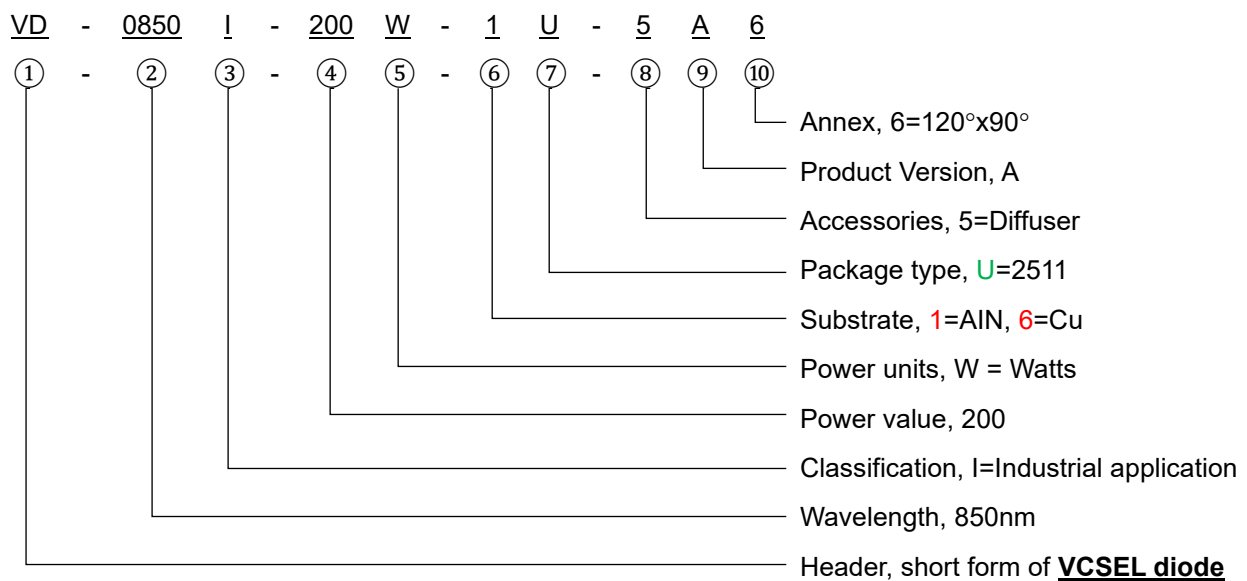 VD - 0850 I - 200 W - 1 U - 5 A 6
① - ② ③ - ④ ⑤ - ⑥ ⑦ - ⑧ ⑨ ⑩
Annex, 6=120°x90°
Product Version, A
Accessories, 5=Diffuser
Package type, U=2511
Substrate, 1=AlN, 6=Cu
Power units, W = Watts
Power value, 200
Classification, I=Industrial application
Wavelength, 850nm
Header, short form of VCSEL diode